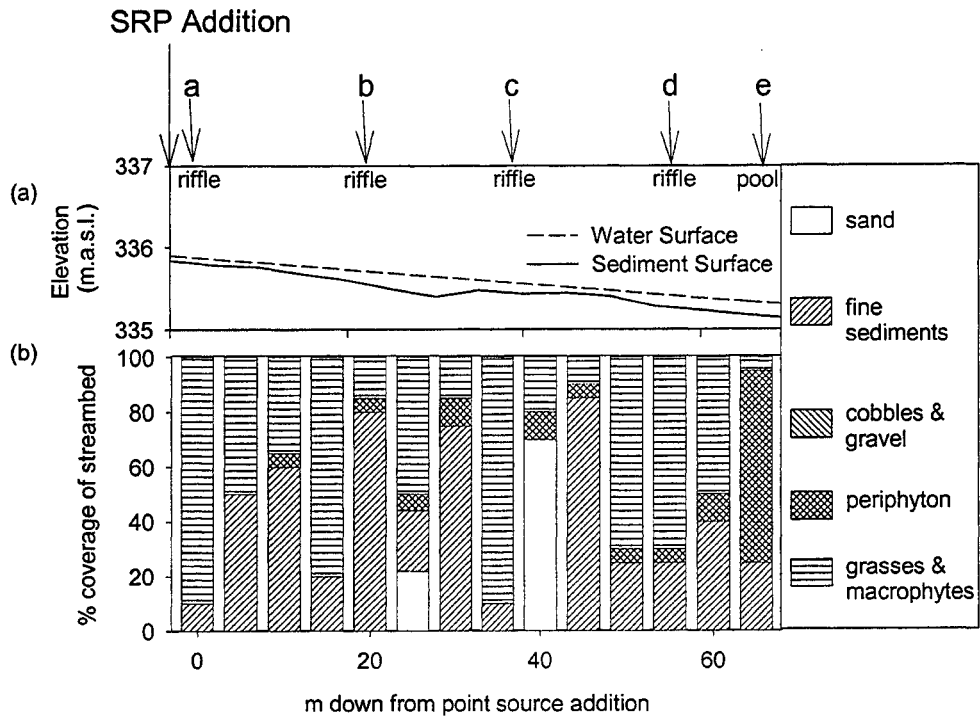 SRP Addition
a b c d e
337
riffle riffle riffle riffle pool
(a)
Elevation
(m.a.s.l.)
336
Water Surface
Sediment Surface
335
(b)
% coverage of streambed
100
80
60
40
20
0
0 20 40 60
m down from point source addition
sand
fine
sediments
cobbles &
gravel
periphyton
grasses &
macrophytes